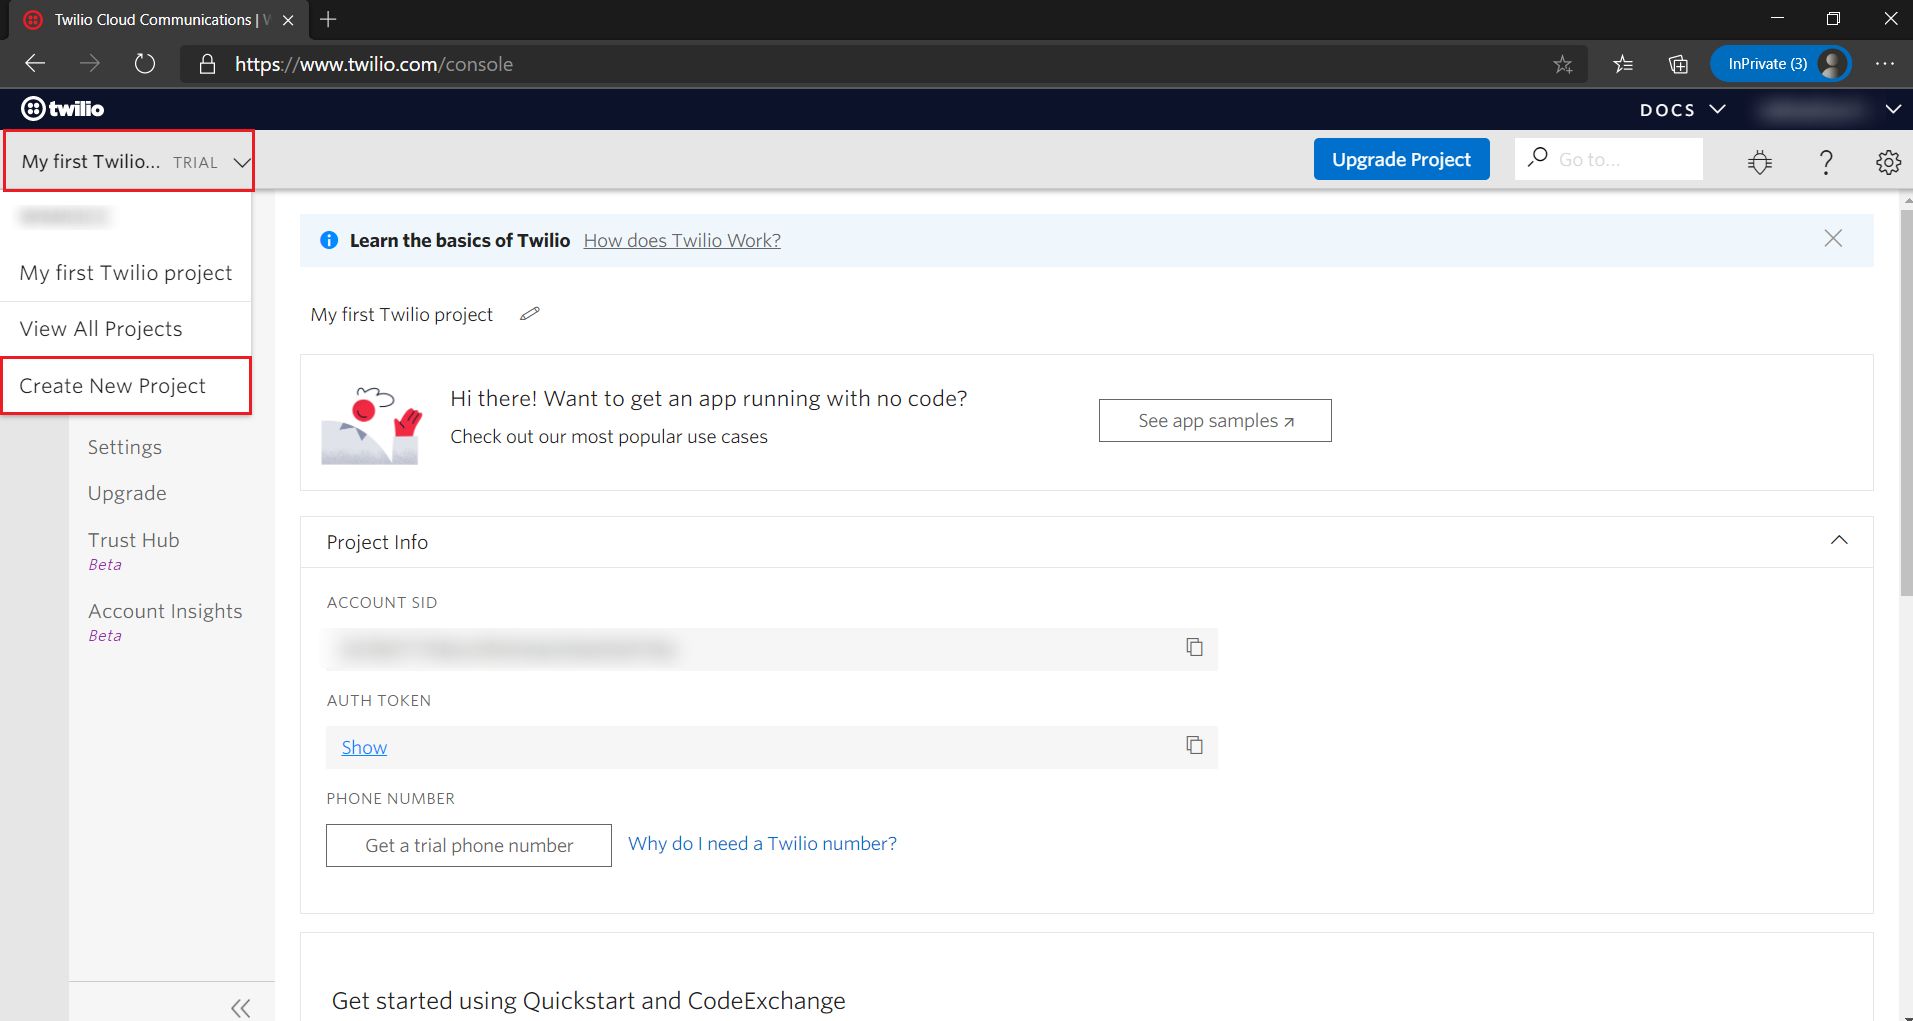 Twilio Cloud Communications |
https://www.twilio.com/console
InPrivate (3)
twilio
DOCS
My first Twilio... TRIAL
Upgrade Project
Go to...
My first Twilio project
View All Projects
Create New Project
Settings
Upgrade
Trust Hub
Beta
Account Insights
Beta
Learn the basics of Twilio How does Twilio Work?
My first Twilio project
Hi there! Want to get an app running with no code?
Check out our most popular use cases
See app samples ↗
Project Info
ACCOUNT SID
AUTH TOKEN
Show
PHONE NUMBER
Get a trial phone number Why do I need a Twilio number?
Get started using Quickstart and CodeExchange